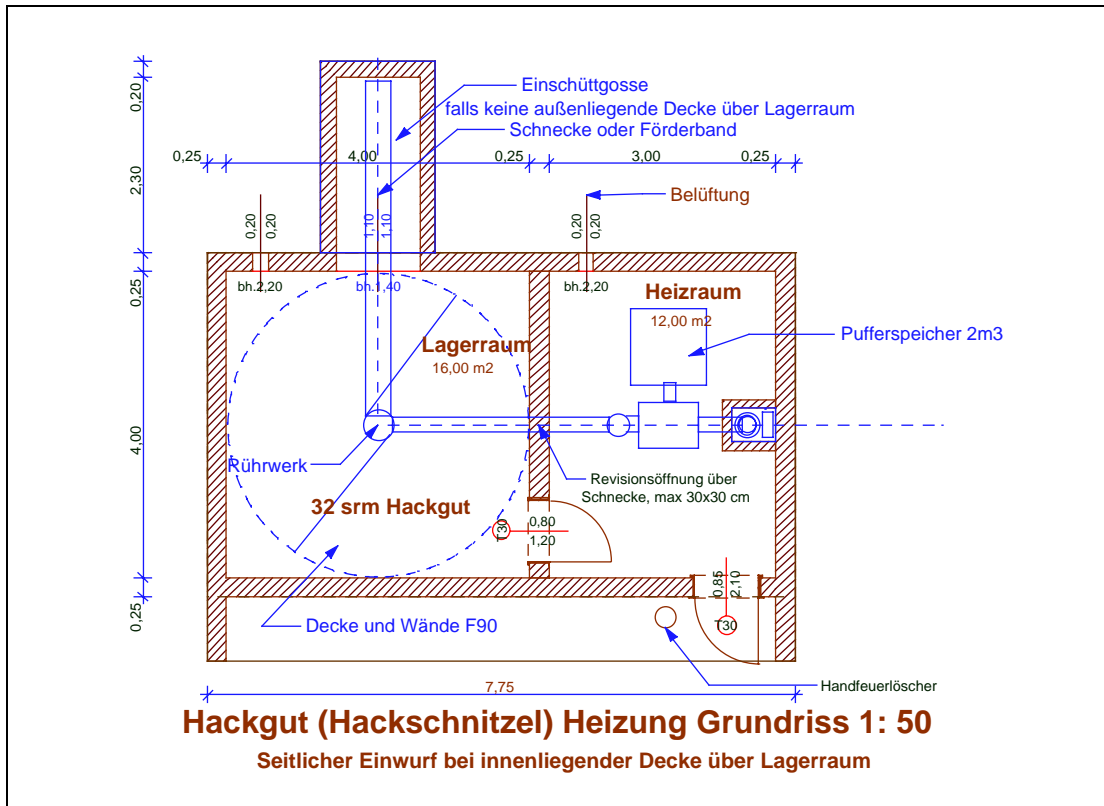 Einschüttgosse
falls keine außenliegende Decke über Lagerraum
Schnecke oder Förderband
0,20
0,25
4,00
0,25
3,00
0,25
2,30
Belüftung
0,20
0,20
1,10
1,10
0,20
0,20
bh.2,20
bh.1,40
bh.2,20
0,25
Heizraum
12,00 m2
Pufferspeicher 2m3
Lagerraum
16,00 m2
4,00
Rührwerk
Revisionsöffnung über
Schnecke, max 30x30 cm
32 srm Hackgut
T30
0,80
1,20
0,85
2,10
T30
0,25
Decke und Wände F90
Handfeuerlöscher
7,75
Hackgut (Hackschnitzel) Heizung Grundriss 1: 50
Seitlicher Einwurf bei innenliegender Decke über Lagerraum